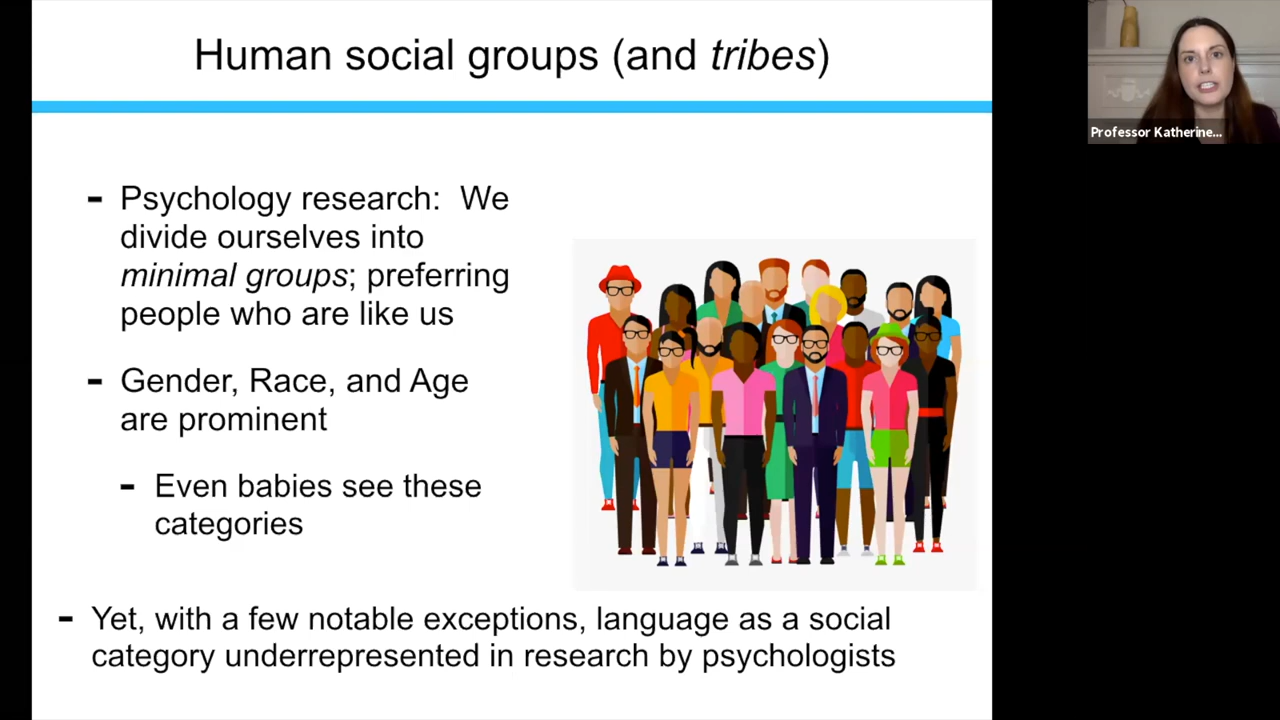 Human social groups (and tribes)
Professor Katherine...
- Psychology research: We
divide ourselves into
minimal groups; preferring
people who are like us
- Gender, Race, and Age
are prominent
- Even babies see these
categories
- Yet, with a few notable exceptions, language as a social
category underrepresented in research by psychologists